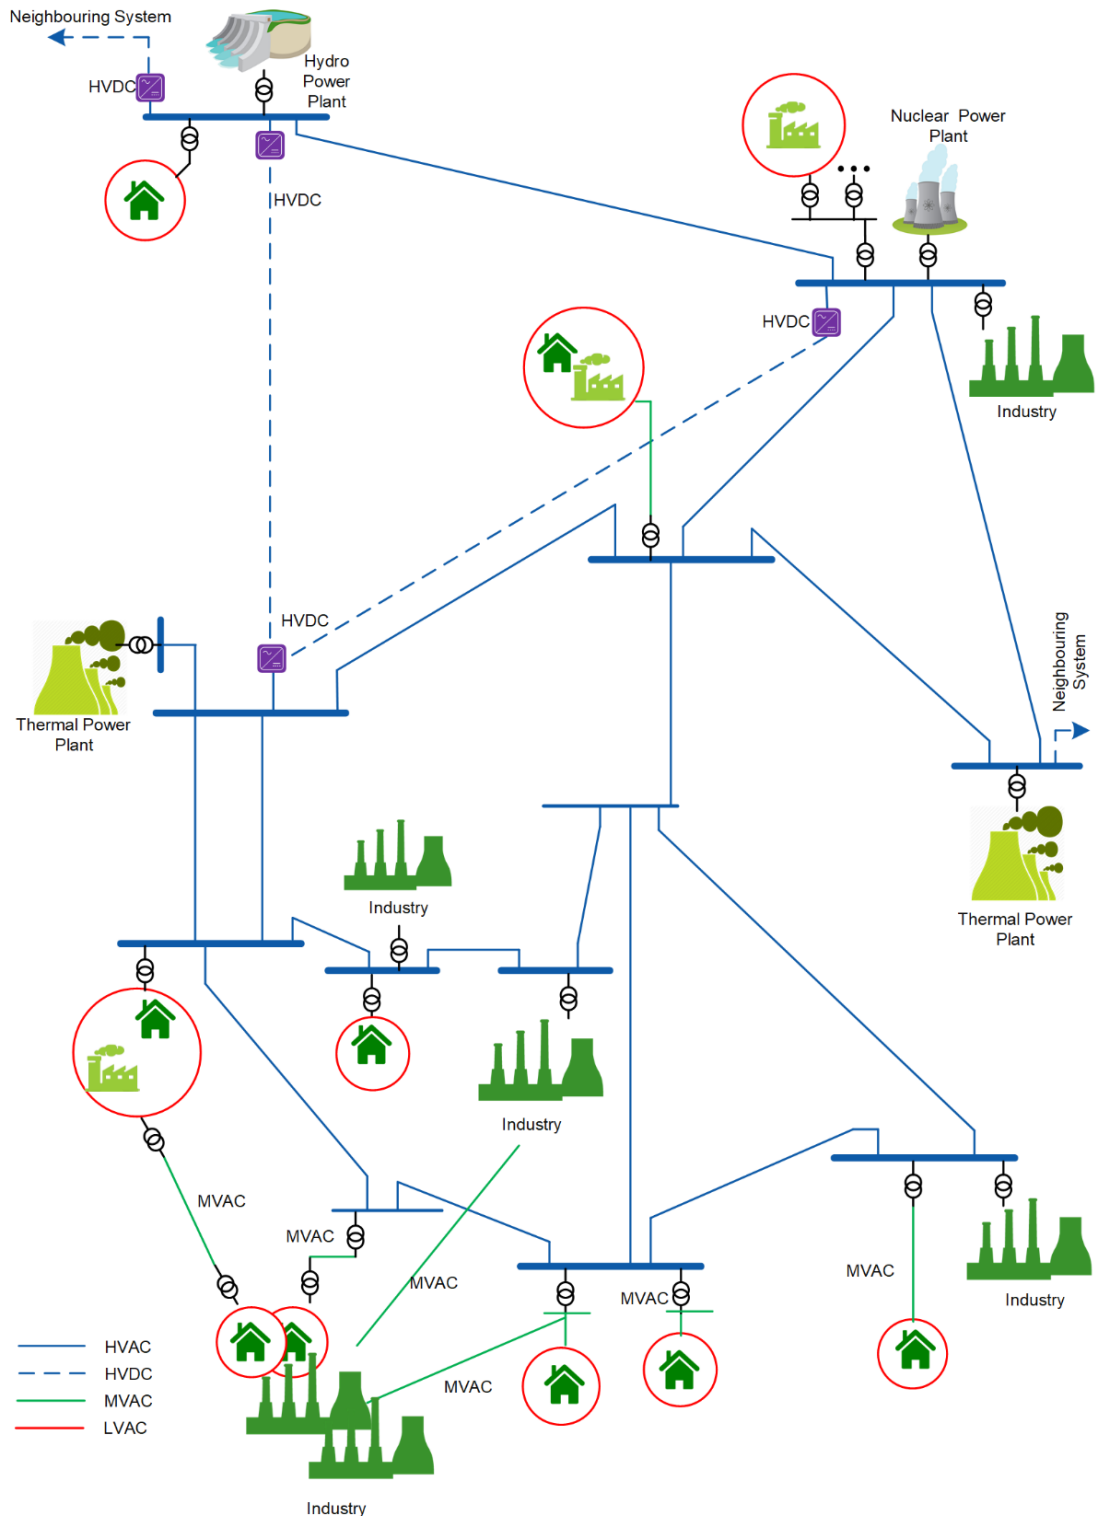 Neighbouring System
HVDC
Hydro
Power
Plant
Nuclear Power
Plant
HVDC
HVDC
Industry
HVDC
Neighbouring
System
Thermal Power
Plant
Industry
Thermal Power
Plant
Industry
MVAC
MVAC
MVAC
MVAC
MVAC
Industry
MVAC
HVAC
HVDC
MVAC
LVAC
Industry